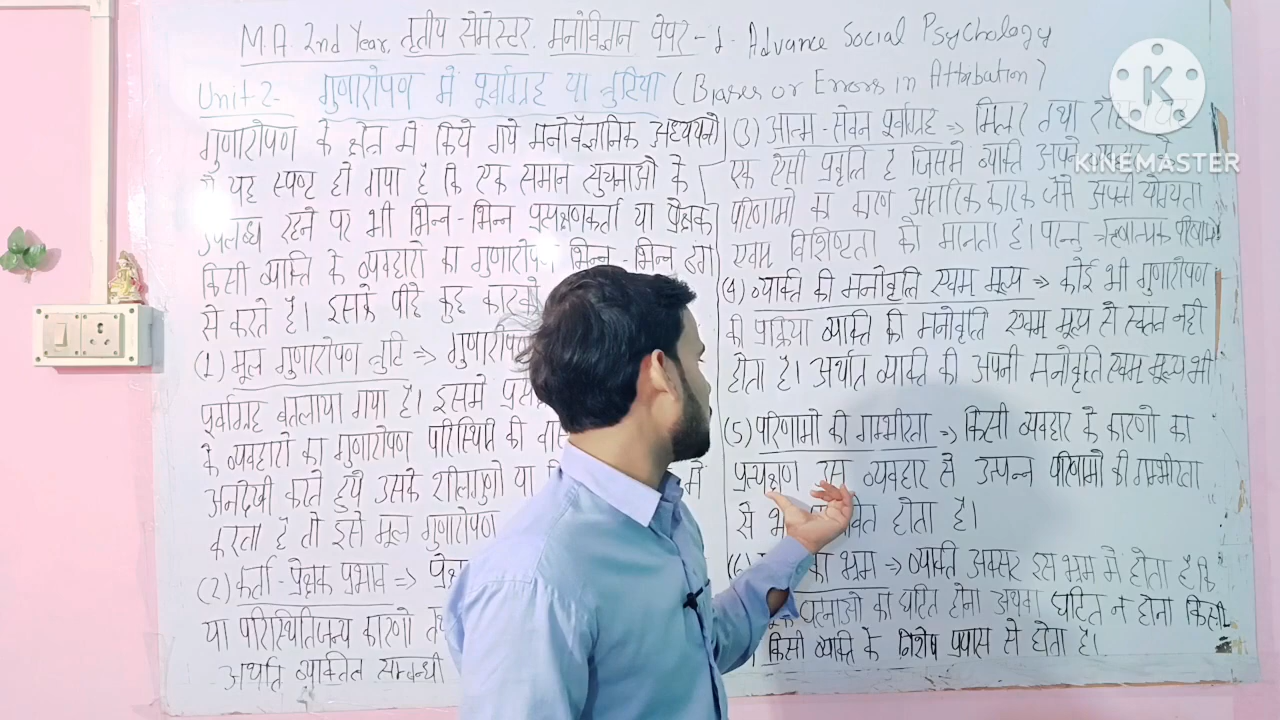 M.A. 2nd Year, तृतीय सेमेस्टर, मनोविज्ञान पेपर-1- Advance Social Psychology
Unit-2- गुणारोपण में पूर्वाग्रह या त्रुटिया (Biases or Errors in Attribution)
गुणारोपण के क्षेत्र में किये गये मनोवैज्ञानिक अध्ययनो
यह स्पष्ट हो गया है कि एक समान सुचनाओ के
उपलब्ध रहने पर भी भिन्न-भिन्न प्रत्यक्षणकर्ता या प्रेक्षक
किसी व्यक्ति के व्यवहारो का गुणारोपण भिन्न-भिन्न ढंग
से करते है। इसके पीछे कुछ कारको
(1) मूल गुणारोपण त्रुटि ⇒
पूर्वाग्रह बतलाया गया है। इसमे
के व्यवहारो का गुणारोपण परिस्थिति की
अनदेखी करते हुये उसके शीलगुणो या में
करता है तो इसे मूल गुणारोपण
(2) कर्ता-प्रेक्षक प्रभाव ⇒
या परिस्थितिजन्य कारणो
अर्थात व्यक्तित्व सम्बन्धी
(3) आत्म-सेवन पूर्वाग्रह ⇒ मिलर तथा
एक ऐसी प्रवृति है जिसमे व्यक्ति अपने
परिणामो का कारण आन्तरिक कारक जैसे अपनी योग्यता
एवम् विशिष्टता को मानता है। परन्तु
(4) व्यक्ति की मनोवृति एवम् मूल्य ⇒ कोई भी गुणारोपण
की प्रक्रिया व्यक्ति की मनोवृति एवम् मूल्य से स्वतंत्र नही
होता है। अर्थात व्यक्ति की अपनी मनोवृति एवम् मूल्य भी
(5) परिणामो की गम्भीरता ⇒ किसी व्यवहार के कारणो का
प्रत्यक्षण उस व्यवहार से उत्पन्न परिणामो की गम्भीरता
से होता है।
का भ्रम → व्यक्ति अक्सर इस भ्रम मे होता है कि
घटनाओ का घटित होना अथवा घटित न होना किसी
किसी व्यक्ति के विशेष प्रयास से होता है।
K
KINEMASTER